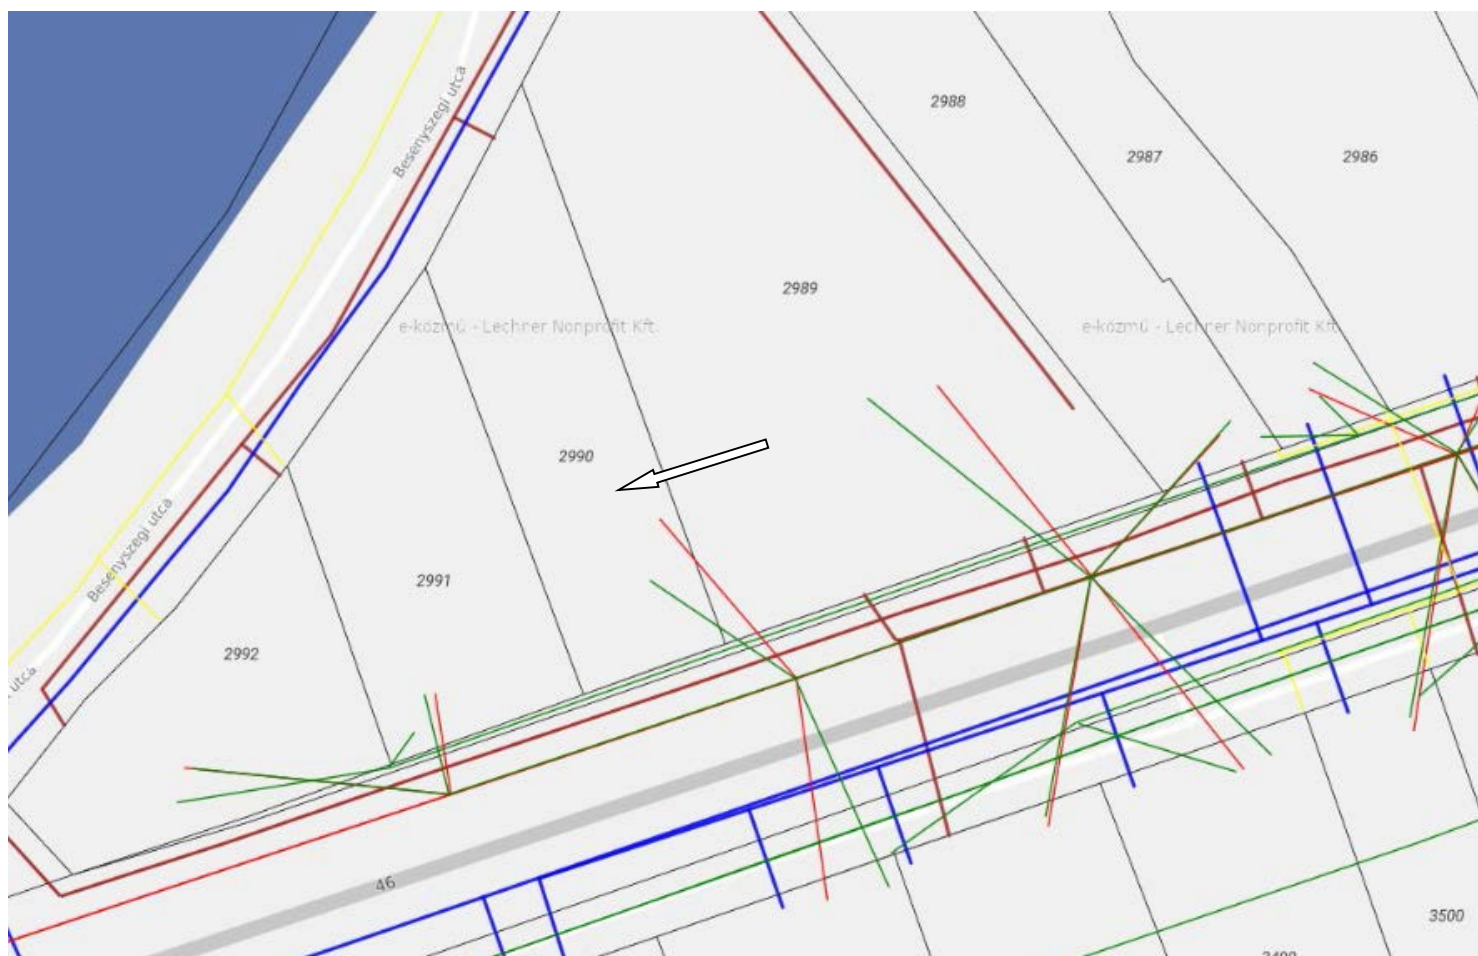 Besenyszegi utca
2988
2987
2986
2989
e-közmű - Lechner Nonprofit Kft.
e-közmű - Lechner Nonprofit Kft.
2990
Besenyszegi utca
2991
2992
utca
46
3500